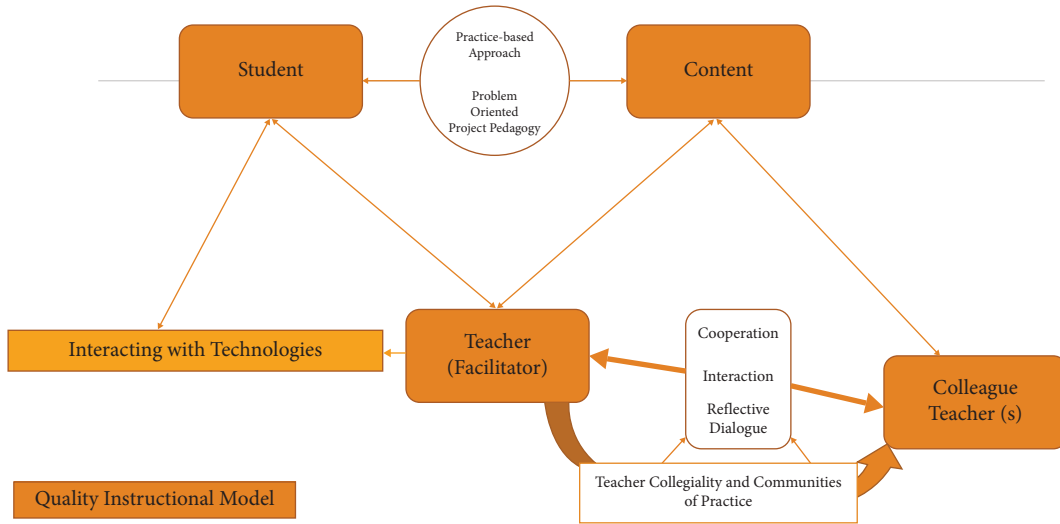 Student
Practice-based
Approach
Problem
Oriented
Project Pedagogy
Content
Interacting with Technologies
Teacher
(Facilitator)
Cooperation
Interaction
Reflective
Dialogue
Colleague
Teacher (s)
Teacher Collegiality and Communities
of Practice
Quality Instructional Model